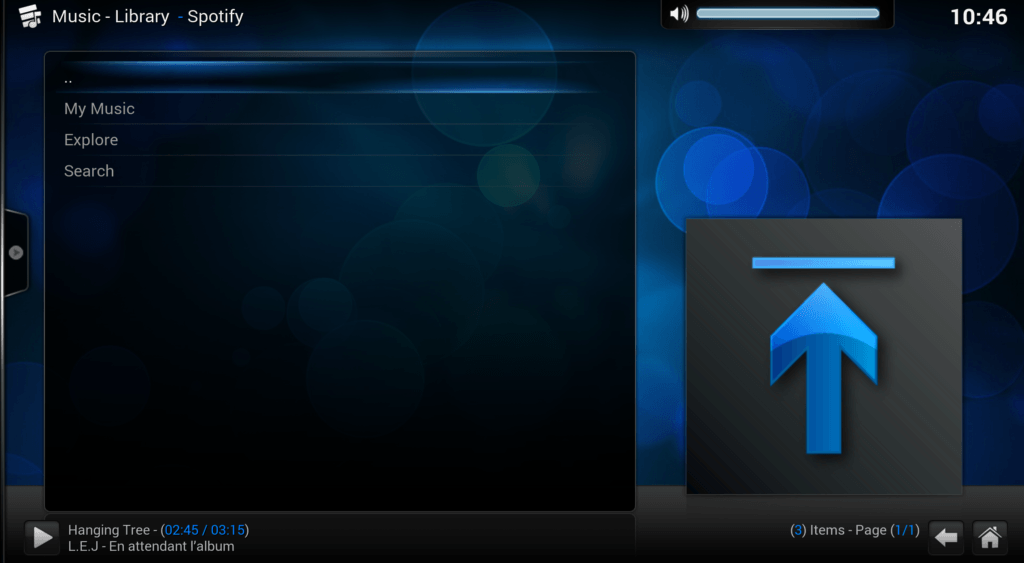 Music - Library - Spotify
10:46
..
My Music
Explore
Search
Hanging Tree - (02:45 / 03:15)
L.E.J - En attendant l'album
(3) Items - Page (1/1)